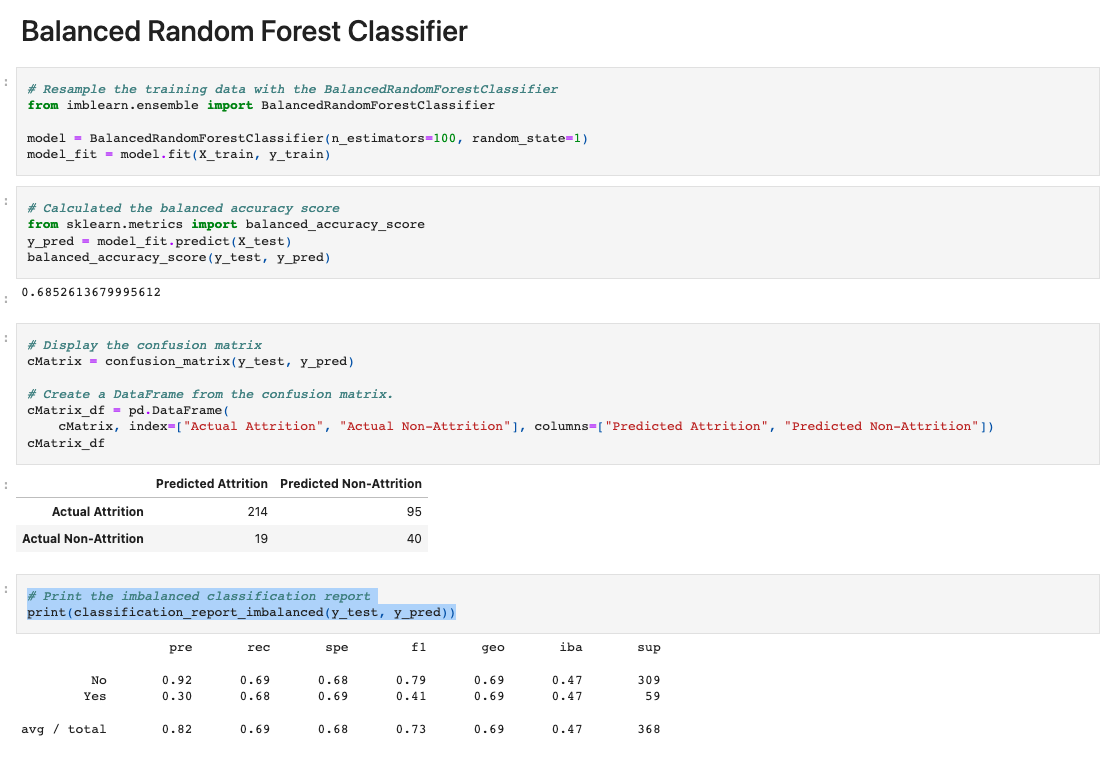 Balanced Random Forest Classifier
:
# Resample the training data with the BalancedRandomForestClassifier
from imblearn.ensemble import BalancedRandomForestClassifier
model = BalancedRandomForestClassifier(n_estimators=100, random_state=1)
model_fit = model.fit(X_train, y_train)
:
# Calculated the balanced accuracy score
from sklearn.metrics import balanced_accuracy_score
y_pred = model_fit.predict(X_test)
balanced_accuracy_score(y_test, y_pred)
:
0.6852613679995612
:
# Display the confusion matrix
cMatrix = confusion_matrix(y_test, y_pred)
# Create a DataFrame from the confusion matrix.
cMatrix_df = pd.DataFrame(
    cMatrix, index=["Actual Attrition", "Actual Non-Attrition"], columns=["Predicted Attrition", "Predicted Non-Attrition"])
cMatrix_df
:
Predicted Attrition Predicted Non-Attrition
Actual Attrition 214 95
Actual Non-Attrition 19 40
:
# Print the imbalanced classification report
print(classification_report_imbalanced(y_test, y_pred))
pre rec spe f1 geo iba sup
No 0.92 0.69 0.68 0.79 0.69 0.47 309
Yes 0.30 0.68 0.69 0.41 0.69 0.47 59
avg / total 0.82 0.69 0.68 0.73 0.69 0.47 368